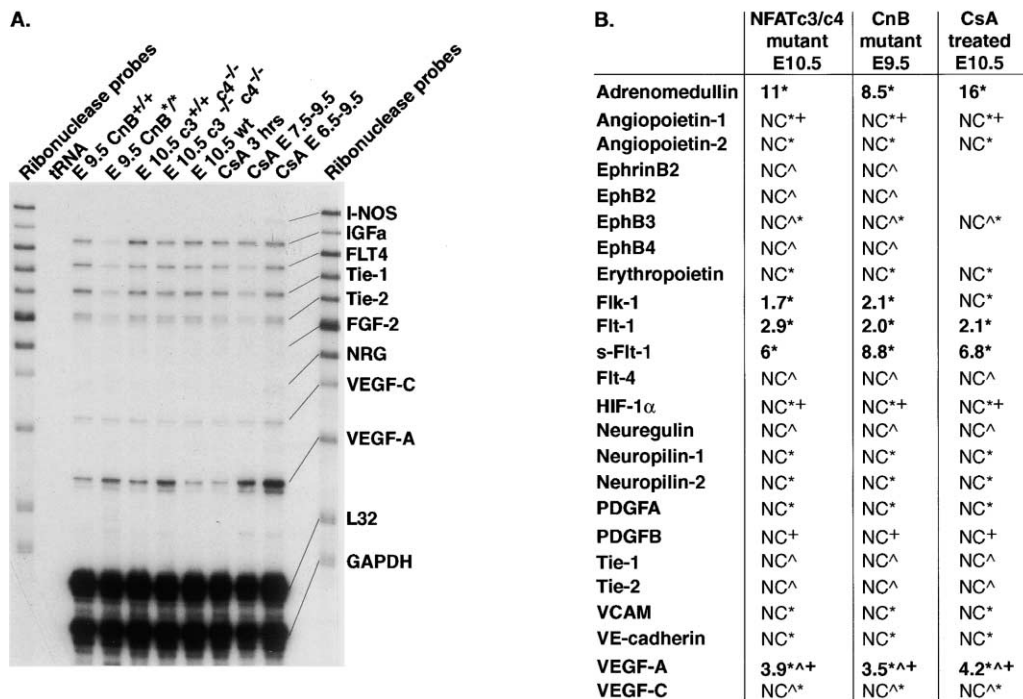 A.
Ribonuclease probes
tRNA
E 9.5 CnB+/+
E 9.5 CnB*/*
E 10.5 c3+/+ c4-/-
E 10.5 c3-/- c4-/-
E 10.5 wt
CsA 3 hrs
CsA E 7.5-9.5
CsA E 6.5-9.5
Ribonuclease probes
I-NOS
IGFa
FLT4
Tie-1
Tie-2
FGF-2
NRG
VEGF-C
VEGF-A
L32
GAPDH
B.
NFATc3/c4 mutant E10.5 CnB mutant E9.5 CsA treated E10.5
Adrenomedullin 11* 8.5* 16*
Angiopoietin-1 NC*+ NC*+ NC*+
Angiopoietin-2 NC* NC* NC*
EphrinB2 NC^ NC^
EphB2 NC^ NC^
EphB3 NC^* NC^* NC^*
EphB4 NC^ NC^
Erythropoietin NC* NC* NC*
Flk-1 1.7* 2.1* NC*
Flt-1 2.9* 2.0* 2.1*
s-Flt-1 6* 8.8* 6.8*
Flt-4 NC^ NC^ NC^
HIF-1α NC*+ NC*+ NC*+
Neuregulin NC^ NC^ NC^
Neuropilin-1 NC* NC* NC*
Neuropilin-2 NC* NC* NC*
PDGFA NC* NC* NC*
PDGFB NC+ NC+ NC+
Tie-1 NC^ NC^ NC^
Tie-2 NC^ NC^ NC^
VCAM NC* NC* NC*
VE-cadherin NC* NC* NC*
VEGF-A 3.9*^+ 3.5*^+ 4.2*^+
VEGF-C NC^* NC^* NC^*